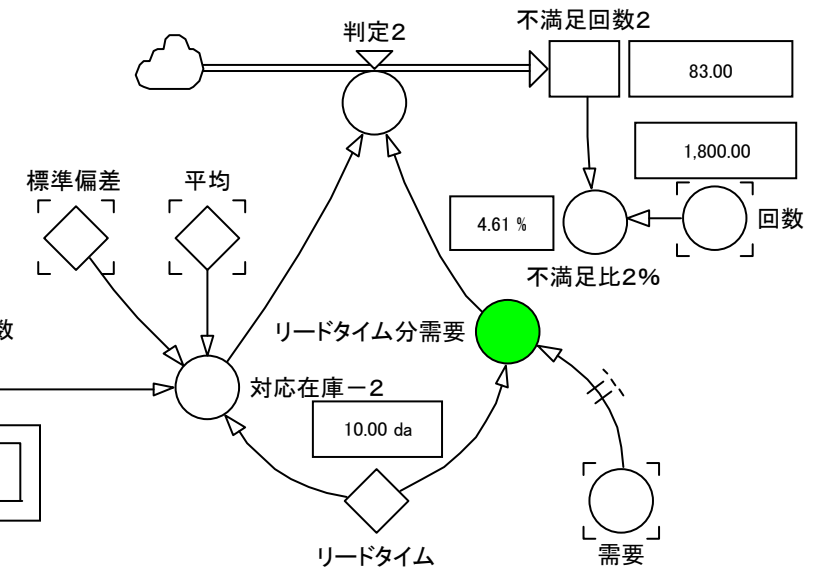 不満足回数2
判定2
83.00
1,800.00
標準偏差
平均
4.61 %
回数
不満足比2%
数
リードタイム分需要
対応在庫－2
10.00 da
リードタイム
需要